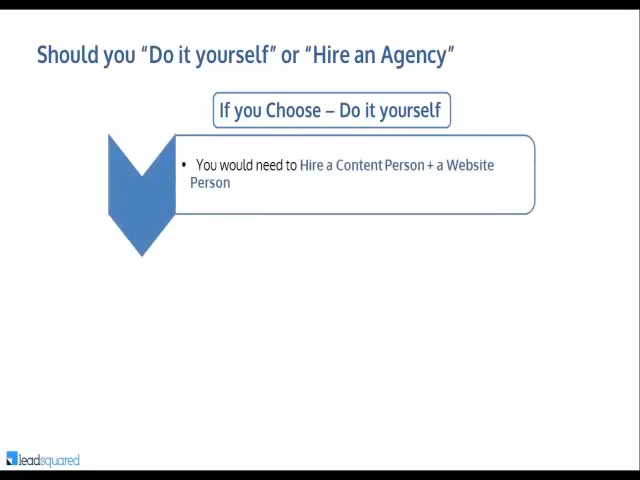 Should you “Do it yourself” or “Hire an Agency”
If you Choose – Do it yourself
• You would need to Hire a Content Person + a Website
Person
leadsquared